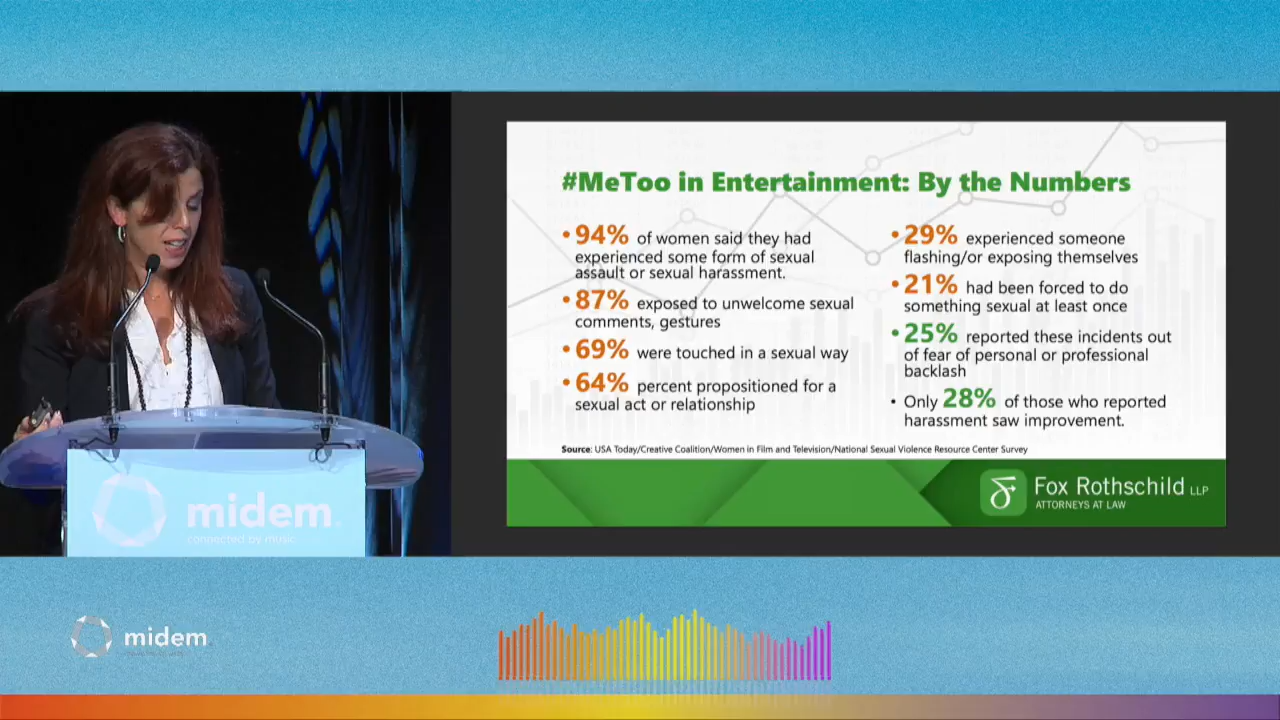 #MeToo in Entertainment: By the Numbers
• 94% of women said they had
experienced some form of sexual
assault or sexual harassment.
• 87% exposed to unwelcome sexual
comments, gestures
• 69% were touched in a sexual way
• 64% percent propositioned for a
sexual act or relationship
• 29% experienced someone
flashing/or exposing themselves
• 21% had been forced to do
something sexual at least once
• 25% reported these incidents out
of fear of personal or professional
backlash
• Only 28% of those who reported
harassment saw improvement.
Source: USA Today/Creative Coalition/Women in Film and Television/National Sexual Violence Resource Center Survey
Fox Rothschild LLP
ATTORNEYS AT LAW
midem
connected by music
midem